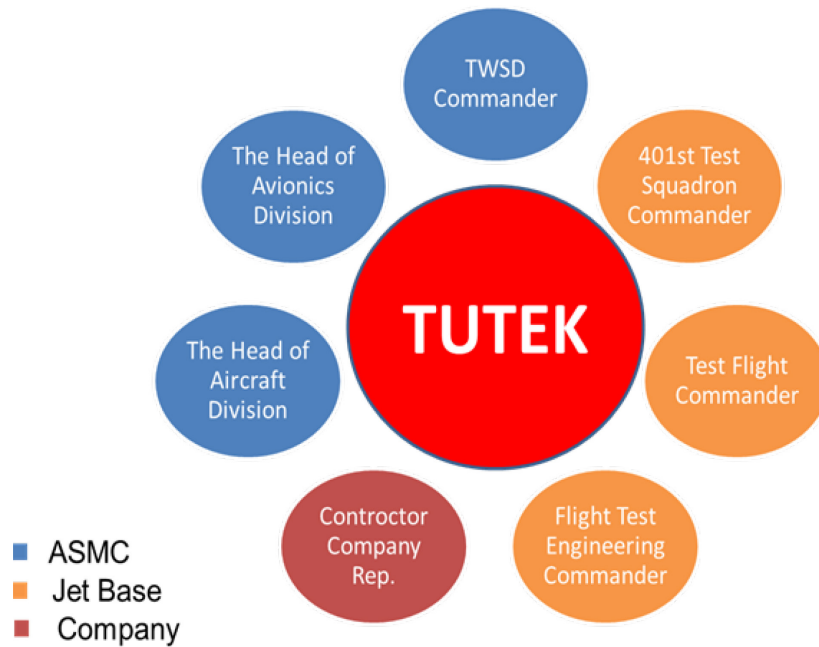 TWSD
Commander
The Head of
Avionics
Division
401st Test
Squadron
Commander
TUTEK
The Head of
Aircraft
Division
Test Flight
Commander
Controctor
Company
Rep.
Flight Test
Engineering
Commander
ASMC
Jet Base
Company